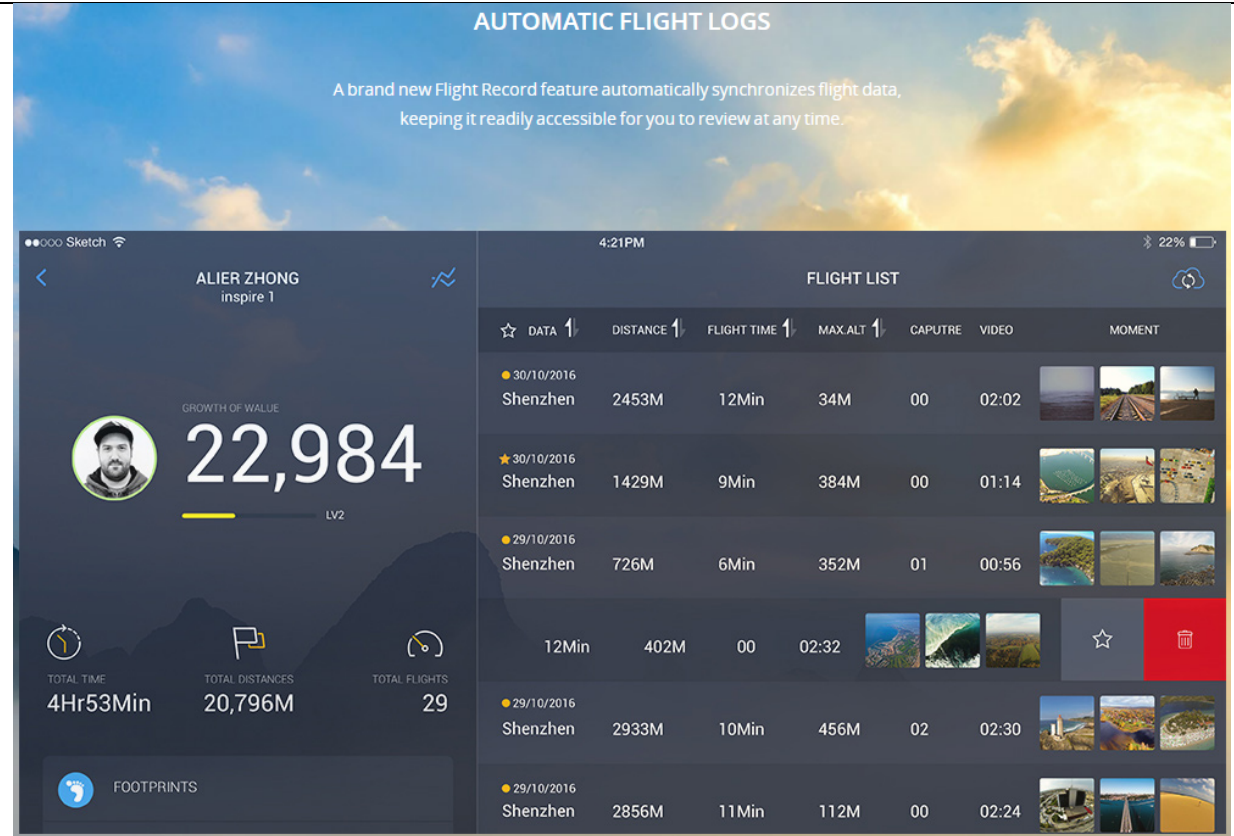 AUTOMATIC FLIGHT LOGS
A brand new Flight Record feature automatically synchronizes flight data,
keeping it readily accessible for you to review at any time.
Sketch 4:21PM 22%
ALIER ZHONG
inspire 1
GROWTH OF WALUE
22,984
LV2
TOTAL TIME TOTAL DISTANCES TOTAL FLIGHTS
4Hr53Min 20,796M 29
FOOTPRINTS
FLIGHT LIST
DATA DISTANCE FLIGHT TIME MAX.ALT CAPUTRE VIDEO MOMENT
30/10/2016
Shenzhen 2453M 12Min 34M 00 02:02
30/10/2016
Shenzhen 1429M 9Min 384M 00 01:14
29/10/2016
Shenzhen 726M 6Min 352M 01 00:56
12Min 402M 00 02:32
29/10/2016
Shenzhen 2933M 10Min 456M 02 02:30
29/10/2016
Shenzhen 2856M 11Min 112M 00 02:24